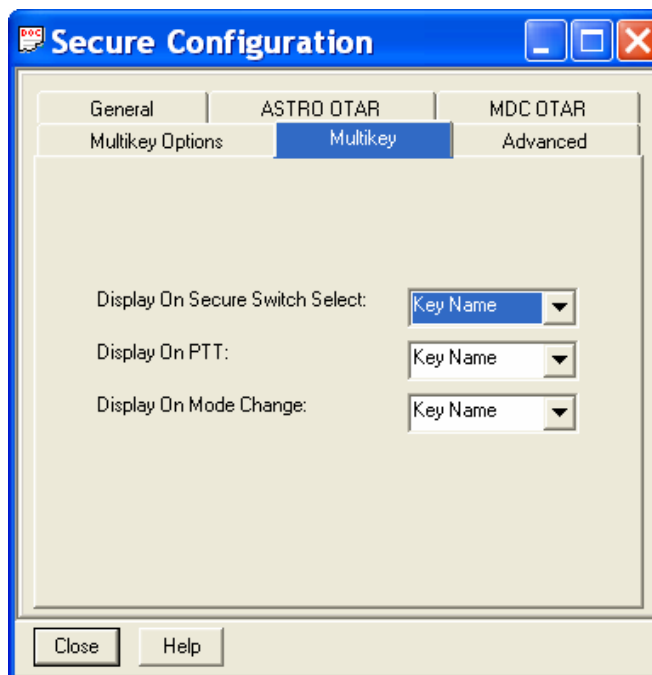 DOC Secure Configuration
General ASTRO OTAR MDC OTAR
Multikey Options Multikey Advanced
Display On Secure Switch Select: Key Name
Display On PTT: Key Name
Display On Mode Change: Key Name
Close Help